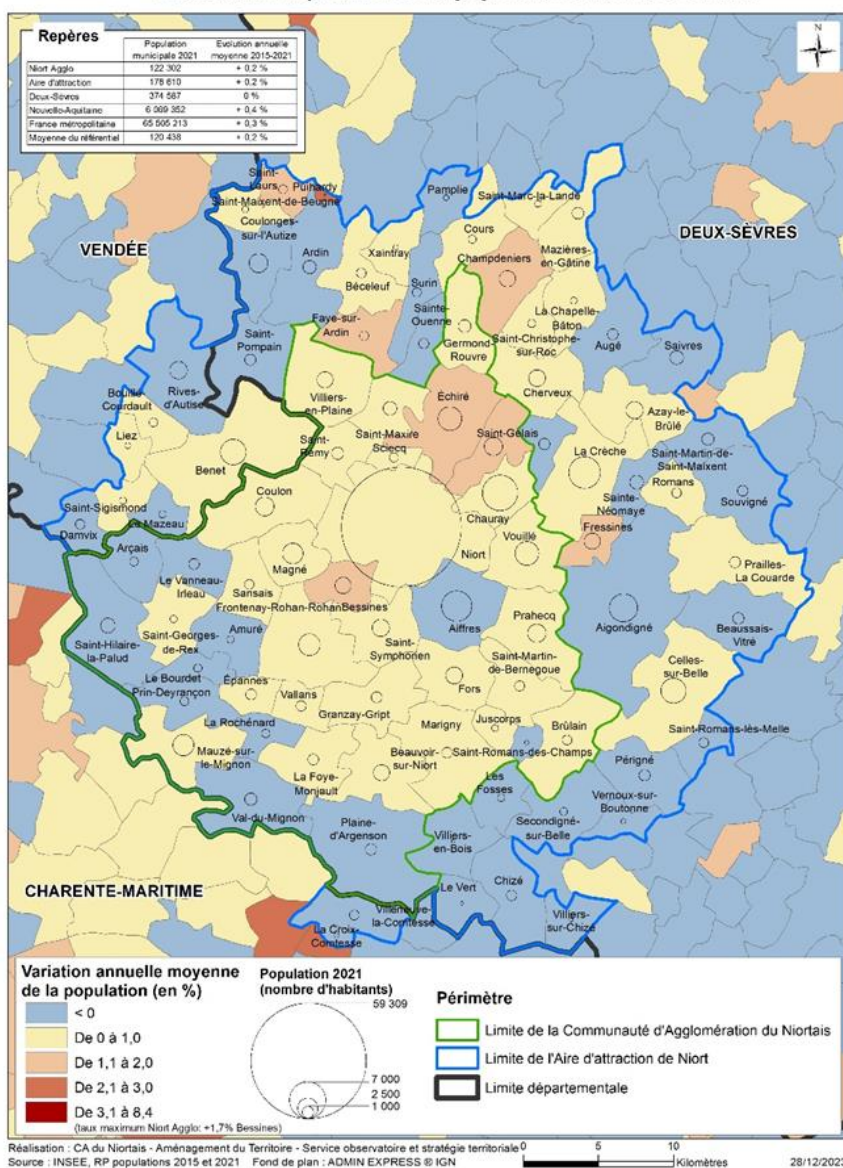 Repères
Population municipale 2021
Evolution annuelle moyenne 2015-2021
Niort Agglo 122 302 + 0,2 %
Aire d'attraction 178 610 + 0,2 %
Deux-Sèvres 374 587 0 %
Nouvelle-Aquitaine 6 069 352 + 0,4 %
France métropolitaine 65 505 213 + 0,3 %
Moyenne du référentiel 120 438 + 0,2 %
N
VENDÉE
DEUX-SÈVRES
CHARENTE-MARITIME
Saint-Laurs
Puihardy
Saint-Maixent-de-Beugné
Coulonges-sur-l'Autize
Ardin
Pamplie
Saint-Marc-la-Lande
Xaintray
Cours
Champdeniers
Mazières-en-Gâtine
Béceleuf
Surin
Sainte-Ouenne
Faye-sur-Ardin
Germond-Rouvre
La Chapelle-Bâton
Saint-Christophe-sur-Roc
Augé
Saivres
Saint-Pompain
Rives-d'Autise
Villiers-en-Plaine
Échiré
Cherveux
Azay-le-Brûlé
Bouillé-Courdault
Liez
Benet
Saint-Rémy
Saint-Maxire
Sciecq
Saint-Gelais
La Crèche
Saint-Martin-de-Saint-Maixent
Romans
Souvigné
Sainte-Néomaye
Saint-Sigismond
Le Mazeau
Damvix
Coulon
Chauray
Niort
Vouillé
Fressines
Prailles-La Couarde
Arçais
Le Vanneau-Irleau
Magné
Sansais
Frontenay-Rohan-Rohan
Bessines
Aiffres
Prahecq
Aigondigné
Beaussais-Vitré
Saint-Hilaire-la-Palud
Saint-Georges-de-Rex
Amuré
Saint-Symphorien
Saint-Martin-de-Bernegoue
Celles-sur-Belle
Le Bourdet
Prin-Deyrançon
Épannes
Vallans
Fors
Granzay-Gript
La Rochénard
Marigny
Juscorps
Brûlain
Saint-Romans-lès-Melle
Mauzé-sur-le-Mignon
La Foye-Monjault
Beauvoir-sur-Niort
Saint-Romans-des-Champs
Les Fosses
Périgné
Vernoux-sur-Boutonne
Val-du-Mignon
Plaine-d'Argenson
Villiers-en-Bois
Secondigné-sur-Belle
Le Vert
Chizé
Villiers-sur-Chizé
Villeneuve-la-Comtesse
La Croix-Comtesse
Variation annuelle moyenne
de la population (en %)
< 0
De 0 à 1,0
De 1,1 à 2,0
De 2,1 à 3,0
De 3,1 à 8,4
(taux maximum Niort Agglo: +1,7% Bessines)
Population 2021
(nombre d'habitants)
59 309
7 000
2 500
1 000
Périmètre
Limite de la Communauté d'Agglomération du Niortais
Limite de l'Aire d'attraction de Niort
Limite départementale
Réalisation : CA du Niortais - Aménagement du Territoire - Service observatoire et stratégie territoriale
Source : INSEE, RP populations 2015 et 2021 Fond de plan : ADMIN EXPRESS ® IGN
0 5 10
Kilomètres
28/12/2023